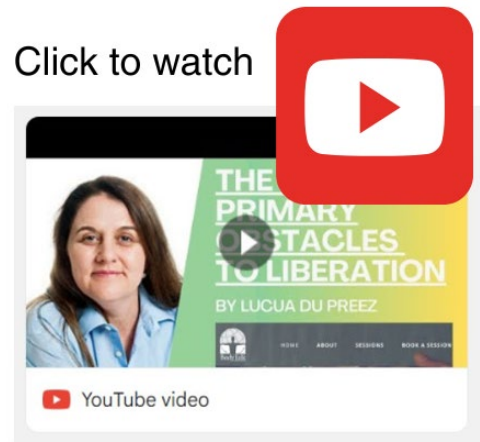 Click to watch
THE
PRIMARY
OBSTACLES
TO LIBERATION
BY LUCUA DU PREEZ
HOME ABOUT SESSIONS BOOK A SESSION
YouTube video